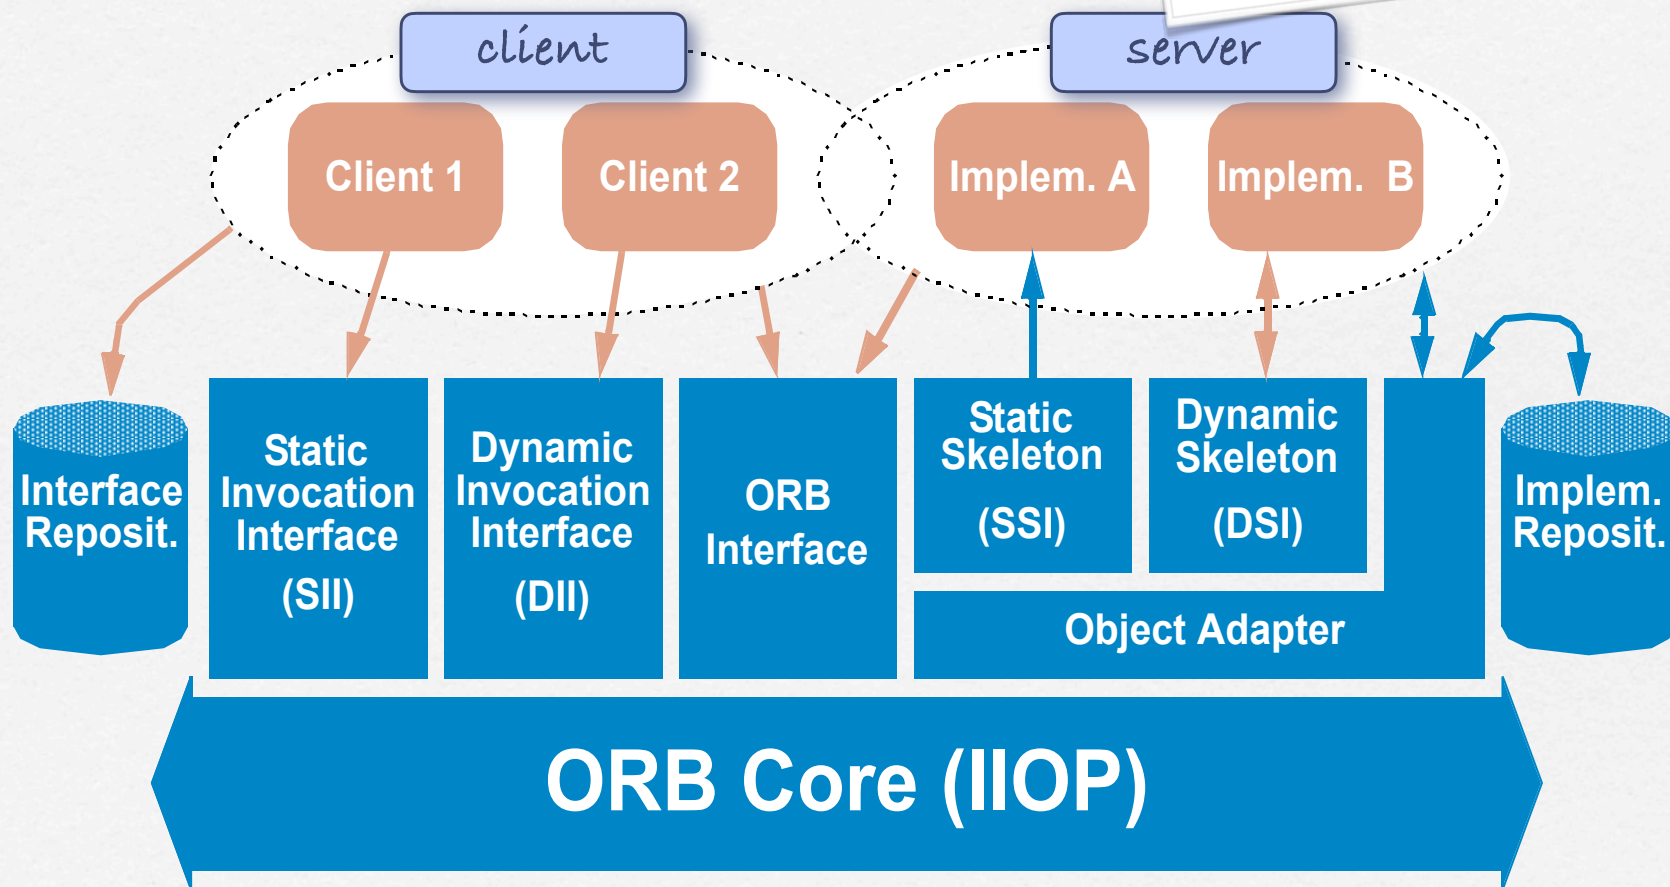 client
server
Client 1
Client 2
Implem. A
Implem. B
Interface
Reposit.
Static
Invocation
Interface
(SII)
Dynamic
Invocation
Interface
(DII)
ORB
Interface
Static
Skeleton
(SSI)
Dynamic
Skeleton
(DSI)
Object Adapter
Implem.
Reposit.
ORB Core (IIOP)